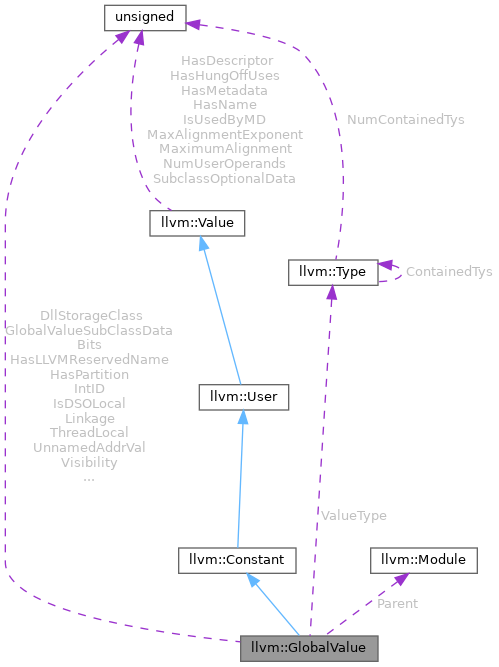 unsigned
HasDescriptor
HasHungOffUses
HasMetadata
HasName
IsUsedByMD
MaxAlignmentExponent
MaximumAlignment
NumUserOperands
SubclassOptionalData
NumContainedTys
llvm::Value
llvm::Type
ContainedTys
DllStorageClass
GlobalValueSubClassData
Bits
HasLLVMReservedName
HasPartition
IntID
IsDSOLocal
Linkage
ThreadLocal
UnnamedAddrVal
Visibility
...
llvm::User
ValueType
llvm::Constant
llvm::Module
Parent
llvm::GlobalValue